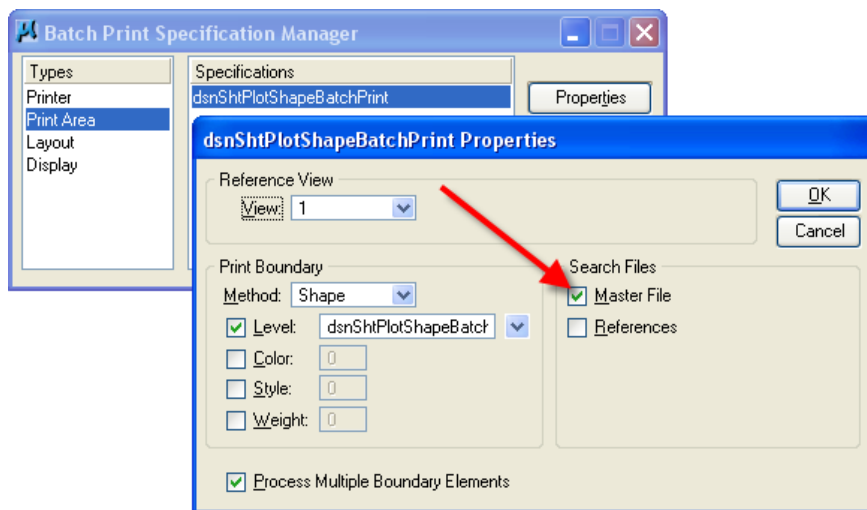 Batch Print Specification Manager
Types
Specifications
Printer
dsnShtPlotShapeBatchPrint
Properties
Print Area
Layout
Display
dsnShtPlotShapeBatchPrint Properties
Reference View
View: 1
OK
Cancel
Print Boundary
Search Files
Method: Shape
Master File
Level: dsnShtPlotShapeBatch
References
Color: 0
Style: 0
Weight: 0
Process Multiple Boundary Elements